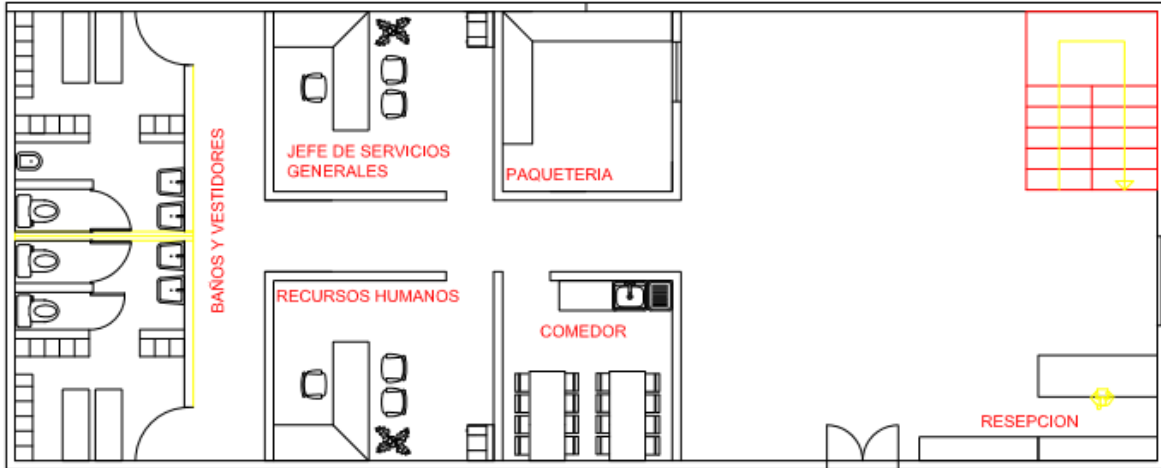 BAÑOS Y VESTIDORES
JEFE DE SERVICIOS
GENERALES
PAQUETERIA
RECURSOS HUMANOS
COMEDOR
RESEPCION